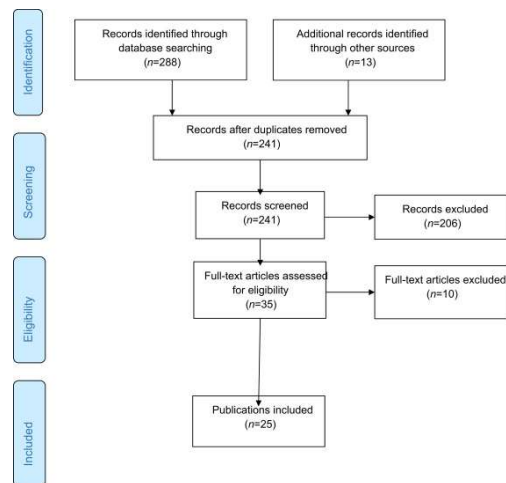 Identification
Records identified through
database searching
(n=288)
Additional records identified
through other sources
(n=13)
Records after duplicates removed
(n=241)
Screening
Records screened
(n=241)
Records excluded
(n=206)
Eligibility
Full-text articles assessed
for eligibility
(n=35)
Full-text articles excluded
(n=10)
Included
Publications included
(n=25)